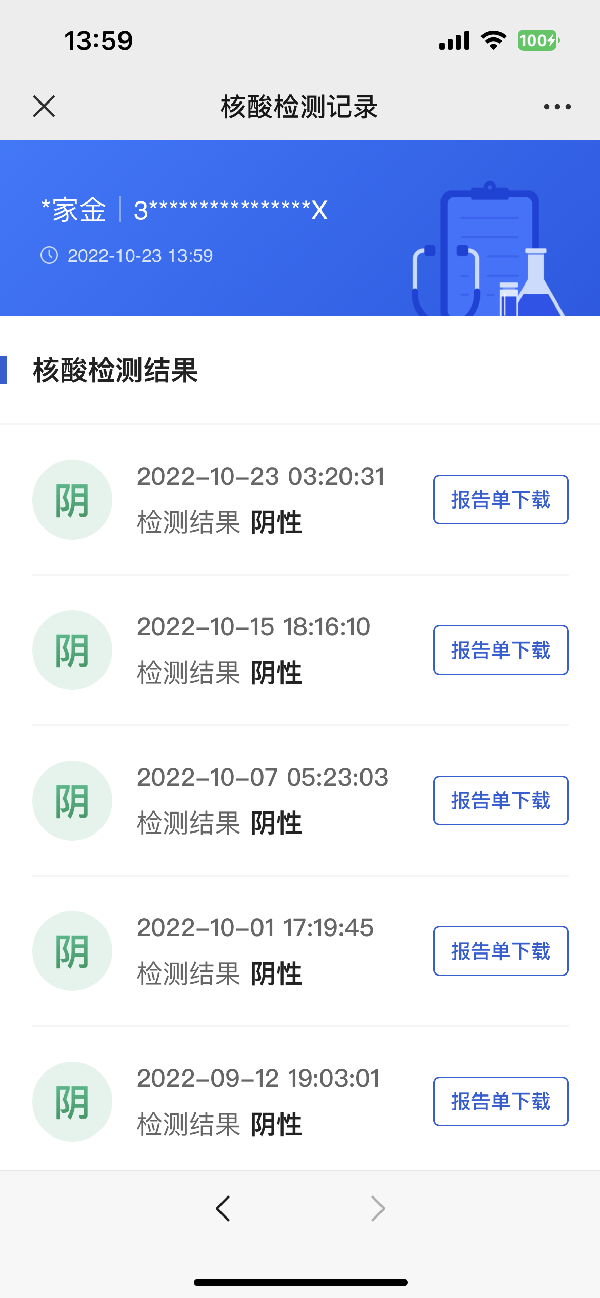 13:59
100
核酸检测记录
*家金 | 3****************X
2022-10-23 13:59
核酸检测结果
阴
2022-10-23 03:20:31
检测结果 阴性
报告单下载
阴
2022-10-15 18:16:10
检测结果 阴性
报告单下载
阴
2022-10-07 05:23:03
检测结果 阴性
报告单下载
阴
2022-10-01 17:19:45
检测结果 阴性
报告单下载
阴
2022-09-12 19:03:01
检测结果 阴性
报告单下载